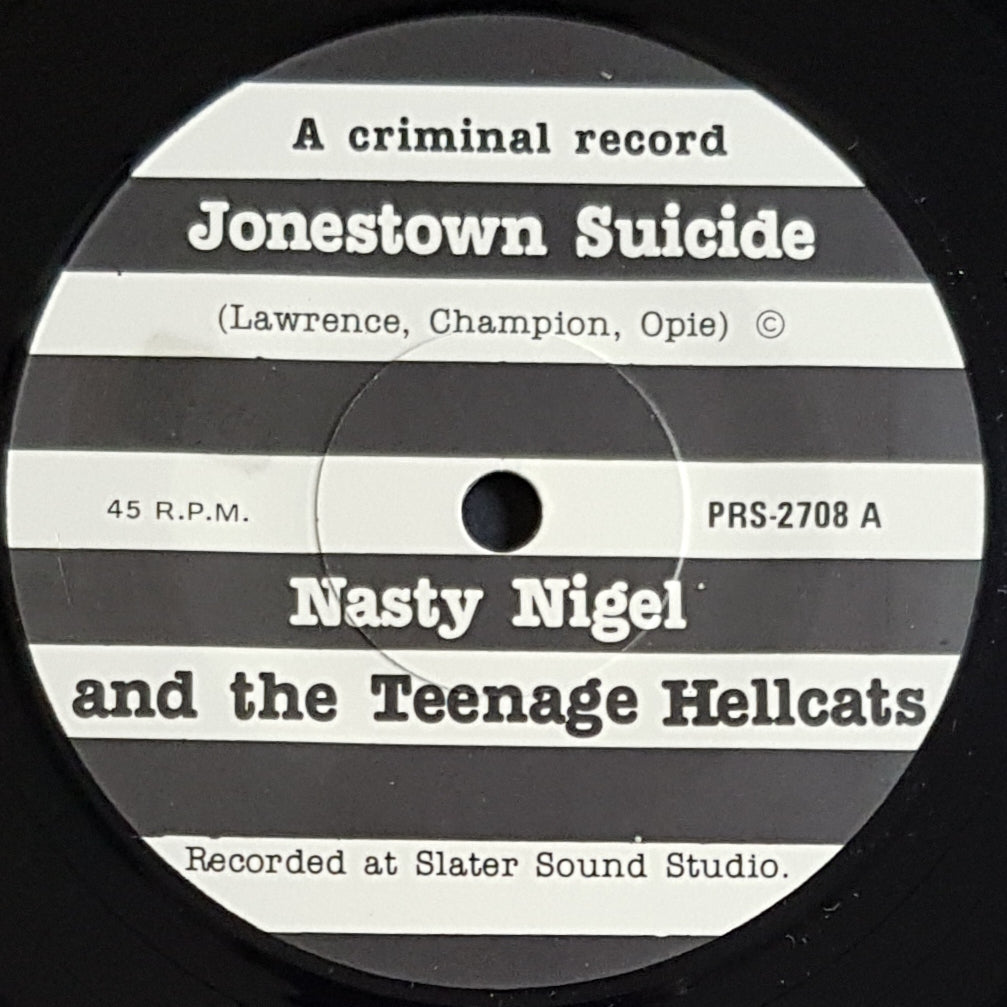 A criminal record
Jonestown Suicide
(Lawrence, Champion, Opie) ©
45 R.P.M.
PRS-2708 A
Nasty Nigel
and the Teenage Hellcats
Recorded at Slater Sound Studio.